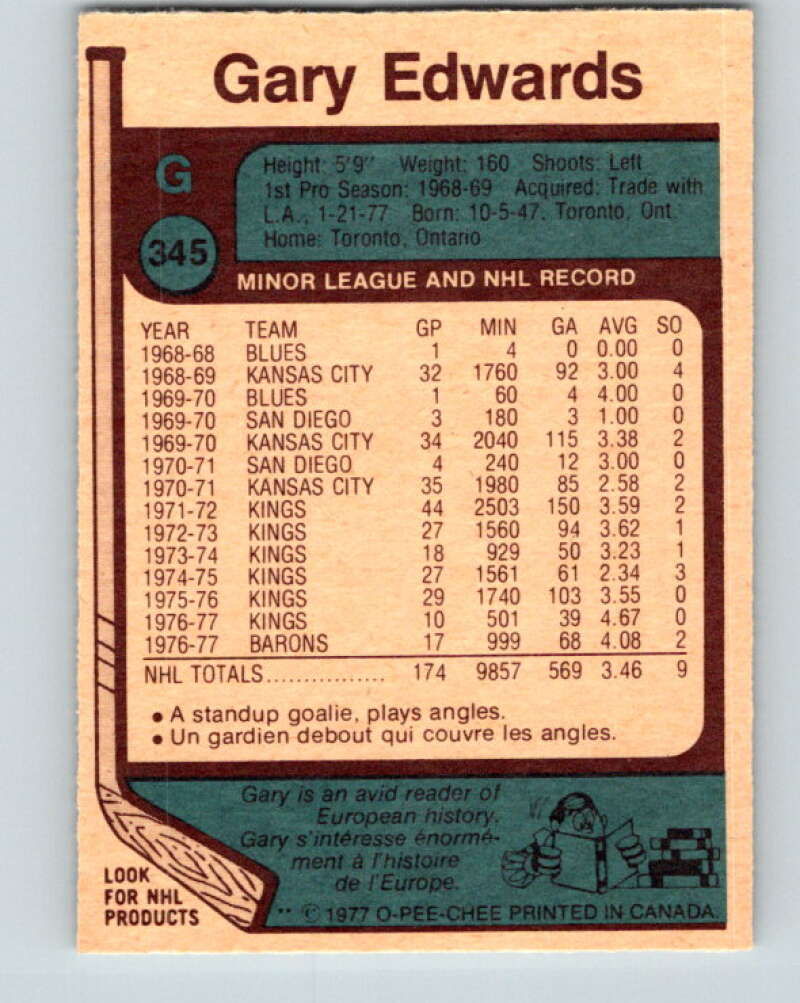 Gary Edwards
G
345
Height: 5'9" Weight: 160 Shoots: Left
1st Pro Season: 1968-69 Acquired: Trade with
L.A., 1-21-77 Born: 10-5-47, Toronto, Ont.
Home: Toronto, Ontario
MINOR LEAGUE AND NHL RECORD
YEAR TEAM GP MIN GA AVG SO
1968-68 BLUES 1 4 0 0.00 0
1968-69 KANSAS CITY 32 1760 92 3.00 4
1969-70 BLUES 1 60 4 4.00 0
1969-70 SAN DIEGO 3 180 3 1.00 0
1969-70 KANSAS CITY 34 2040 115 3.38 2
1970-71 SAN DIEGO 4 240 12 3.00 0
1970-71 KANSAS CITY 35 1980 85 2.58 2
1971-72 KINGS 44 2503 150 3.59 2
1972-73 KINGS 27 1560 94 3.62 1
1973-74 KINGS 18 929 50 3.23 1
1974-75 KINGS 27 1561 61 2.34 3
1975-76 KINGS 29 1740 103 3.55 0
1976-77 KINGS 10 501 39 4.67 0
1976-77 BARONS 17 999 68 4.08 2
NHL TOTALS................ 174 9857 569 3.46 9
• A standup goalie, plays angles.
• Un gardien debout qui couvre les angles.
Gary is an avid reader of
European history.
Gary s'intéresse énormé-
ment à l'histoire
de l'Europe.
LOOK
FOR NHL
PRODUCTS
** © 1977 O-PEE-CHEE PRINTED IN CANADA.